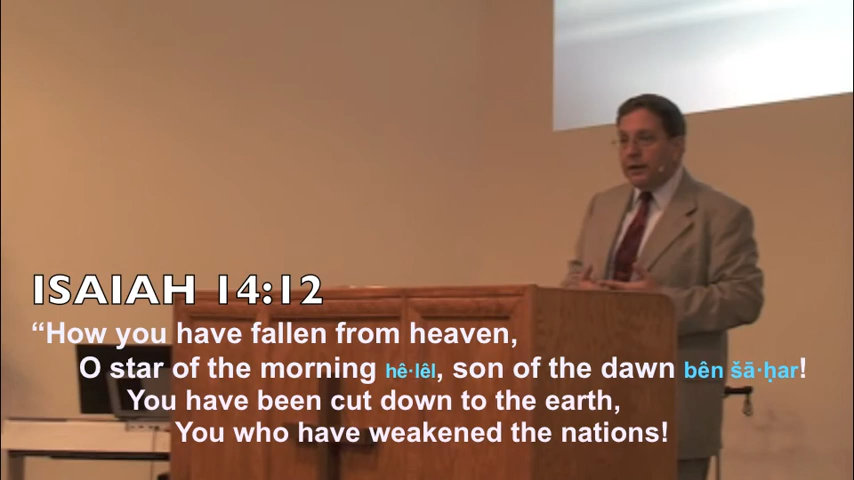 ISAIAH 14:12
“How you have fallen from heaven,
O star of the morning hê·lêl, son of the dawn bên šā·ḥar!
You have been cut down to the earth,
You who have weakened the nations!